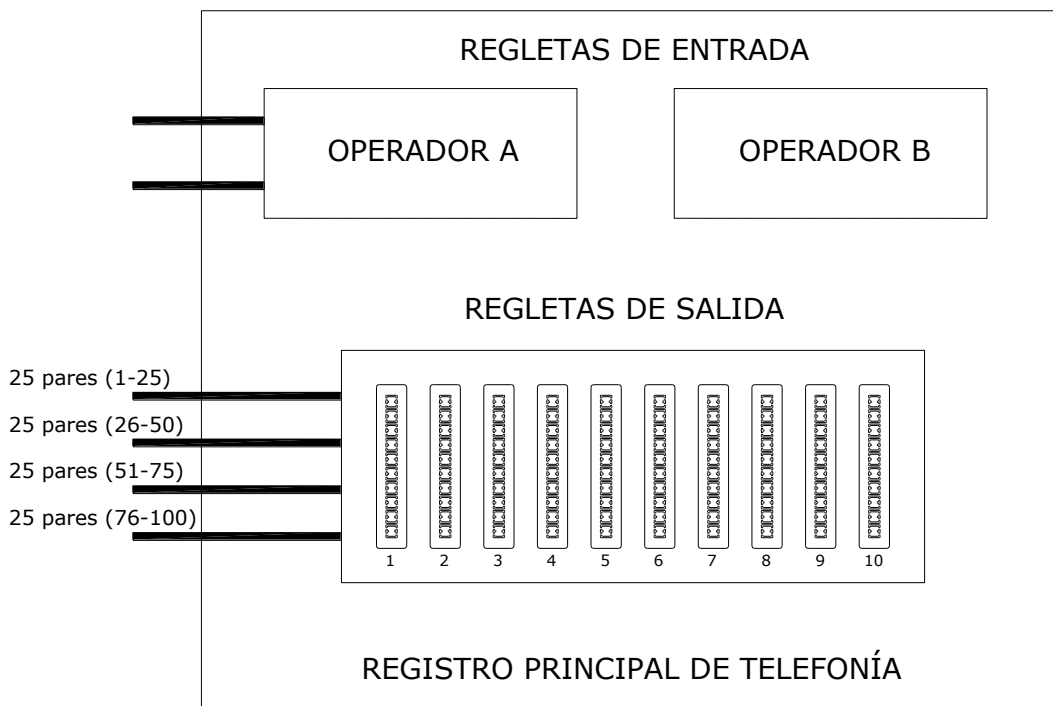 REGLETAS DE ENTRADA
OPERADOR A
OPERADOR B
REGLETAS DE SALIDA
25 pares (1-25)
25 pares (26-50)
25 pares (51-75)
25 pares (76-100)
1 2 3 4 5 6 7 8 9 10
REGISTRO PRINCIPAL DE TELEFONÍA